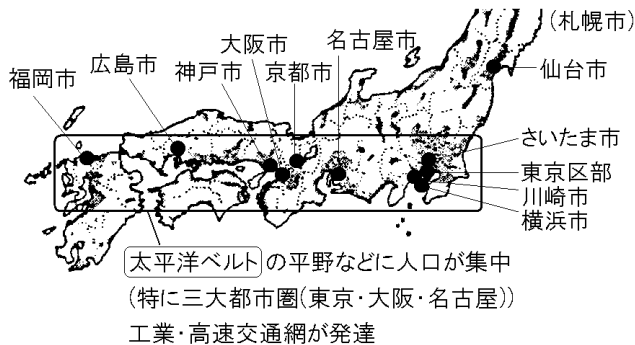 (札幌市)
仙台市
名古屋市
大阪市
京都市
神戸市
広島市
福岡市
さいたま市
東京区部
川崎市
横浜市
太平洋ベルトの平野などに人口が集中
(特に三大都市圏(東京・大阪・名古屋))
工業・高速交通網が発達